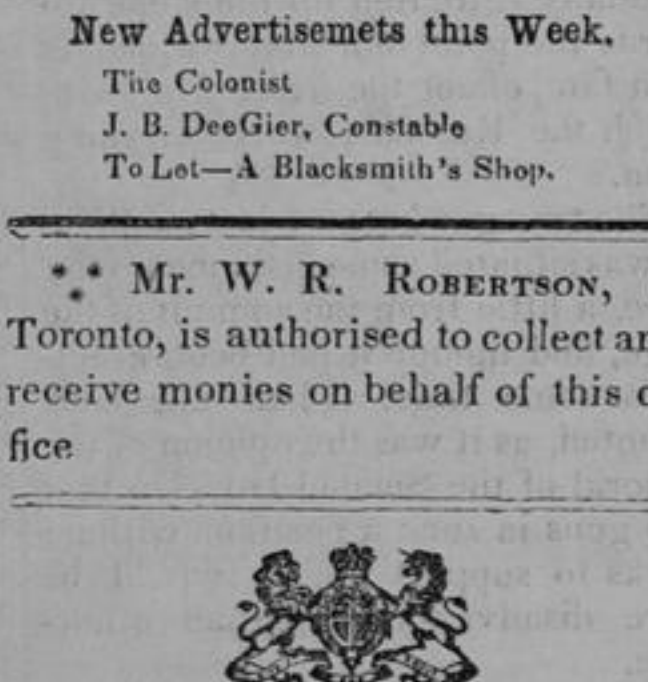 New Advertisemets this Week.
The Colonist
J. B. DeeGier, Constable
To Let—A Blacksmith's Shop.
Mr. W. R. ROBERTSON,
Toronto, is authorised to collect an
receive monies on behalf of this o
fice